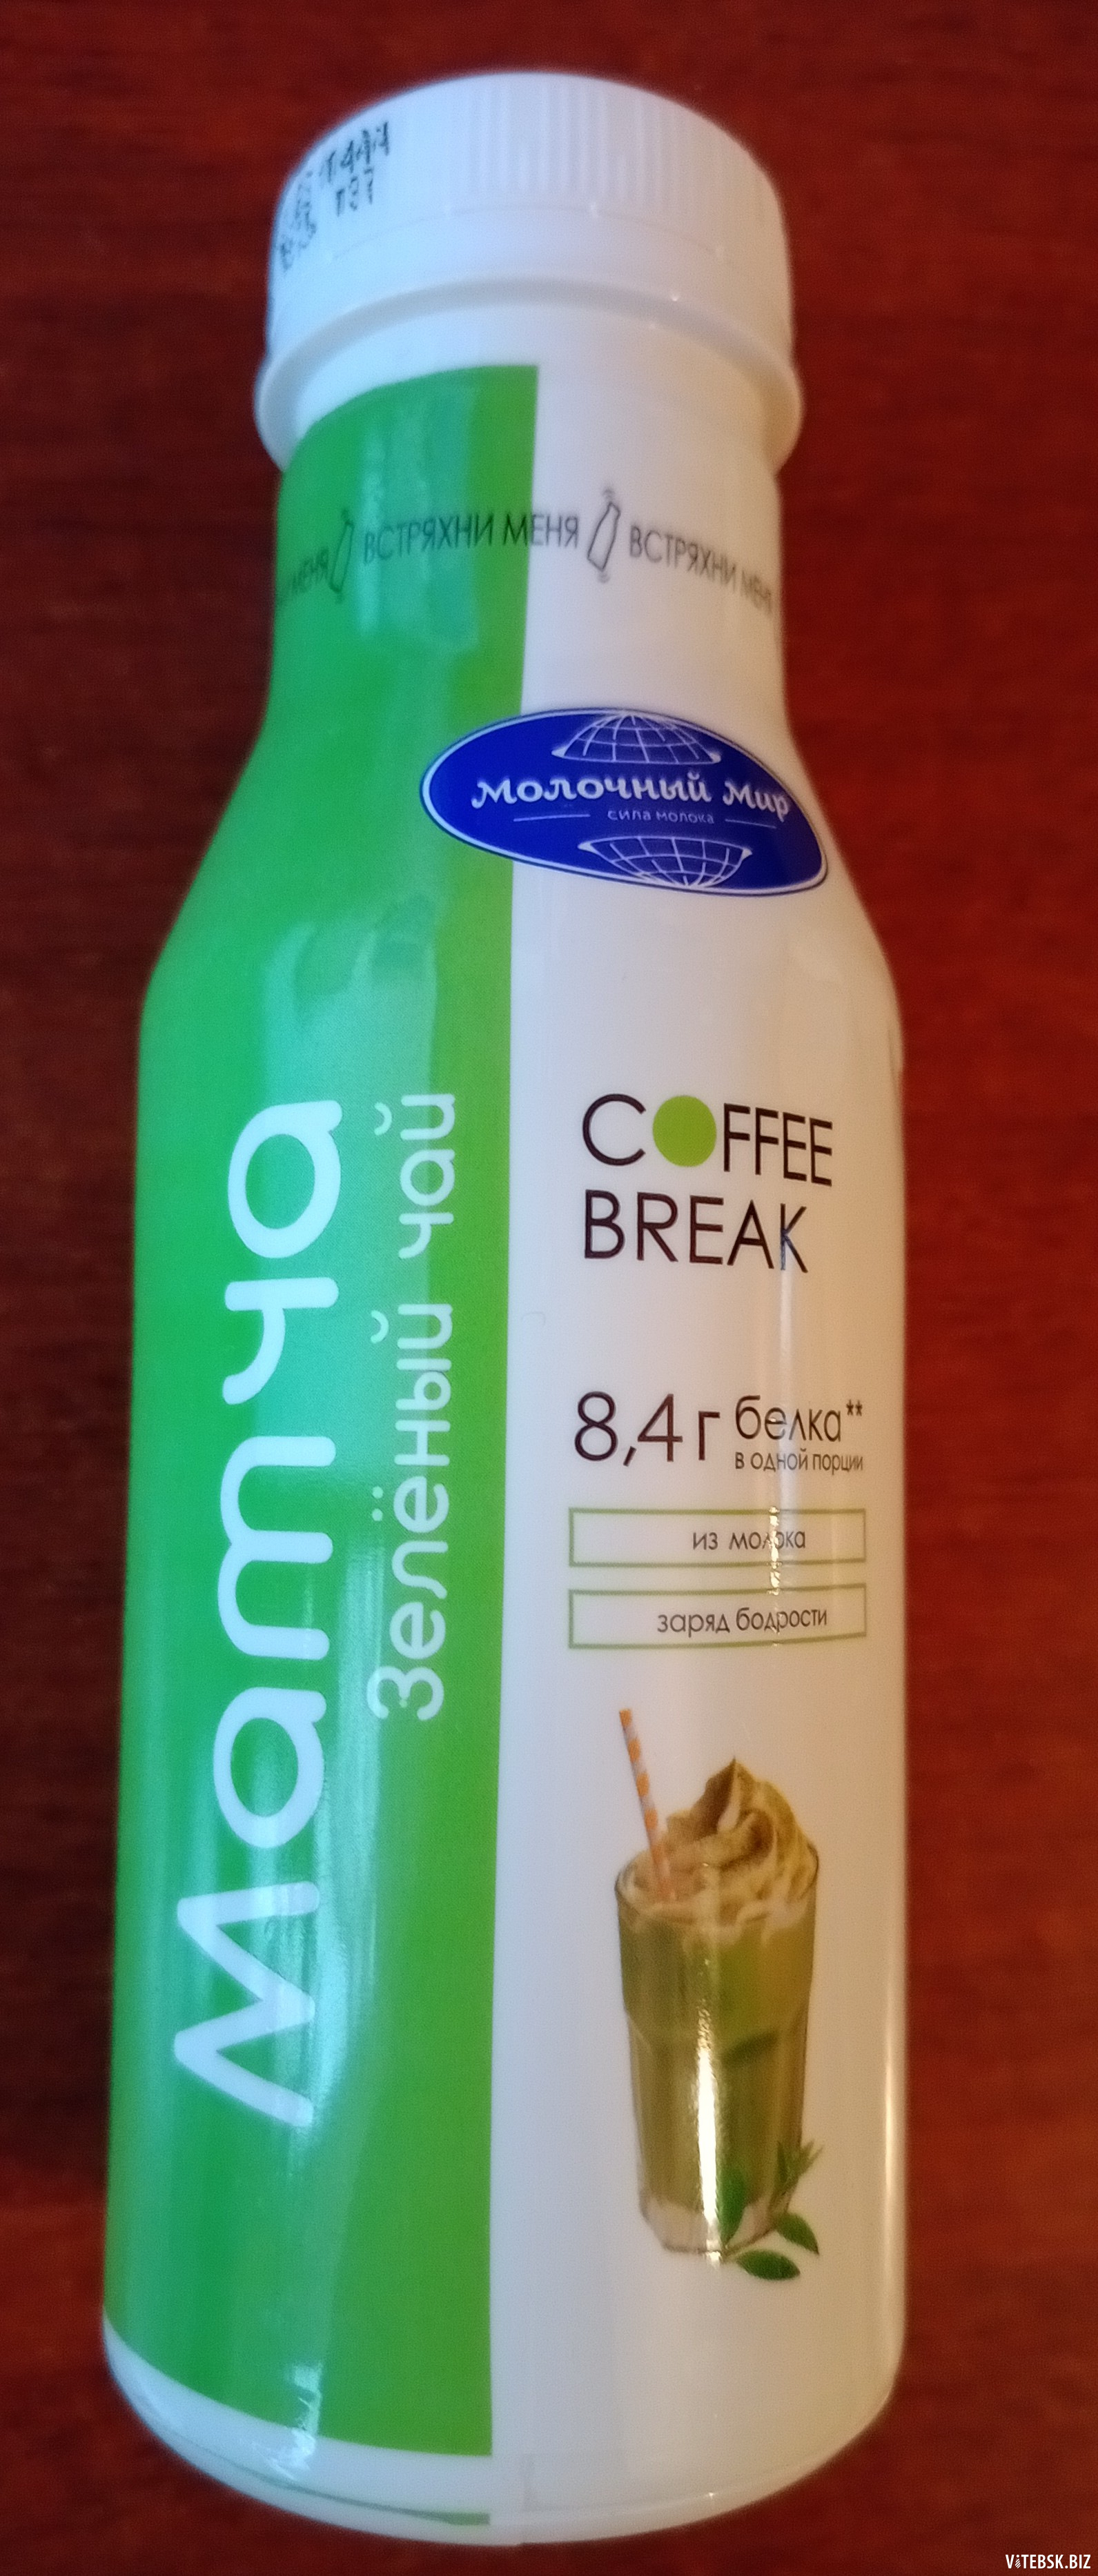 МЕНЯ ВСТРЯХНИ МЕНЯ ВСТРЯХНИ МЕНЯ
молочный мир
сила молока
матча
зелёный чай
COFFEE
BREAK
8,4 г белка**
в одной порции
из молока
заряд бодрости
ViTEBSK.BIZ